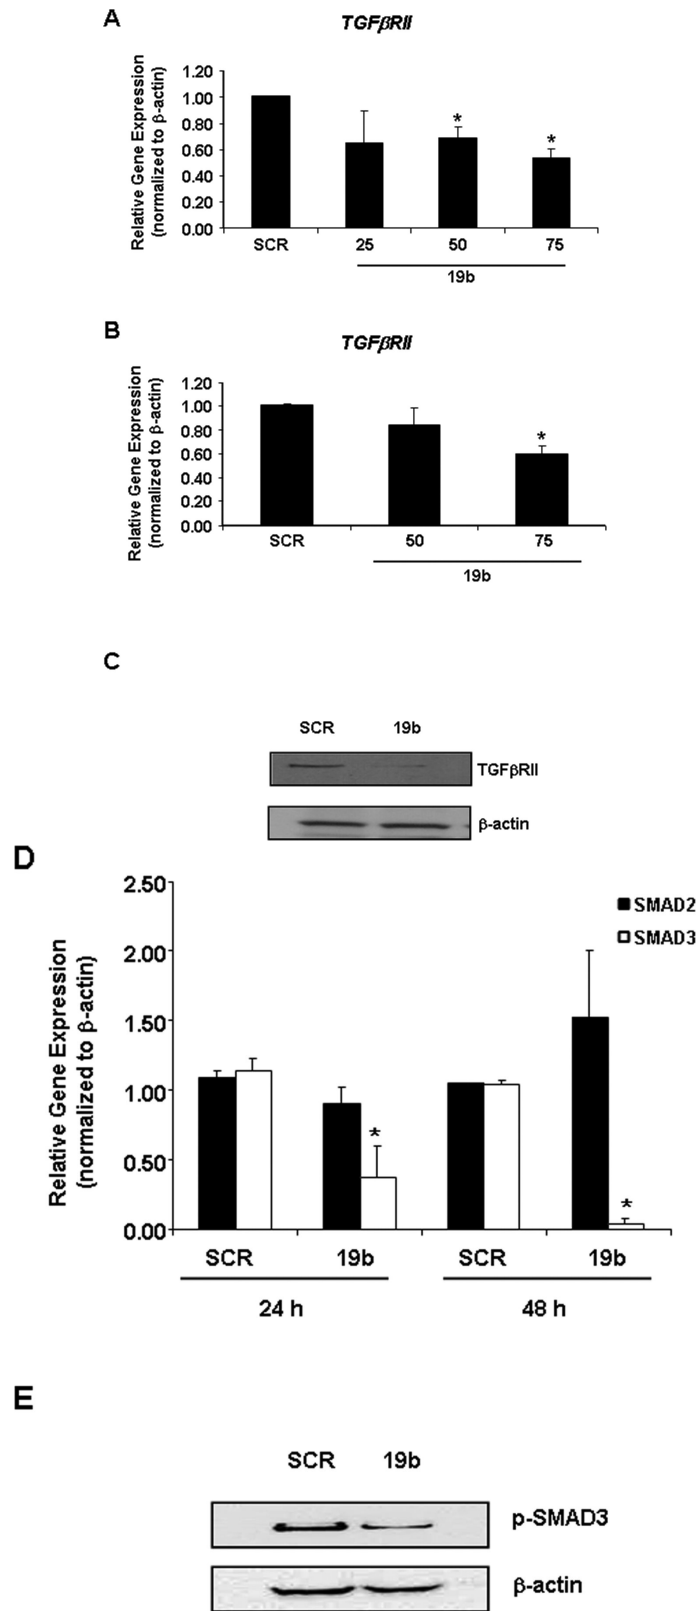 A
TGFβRII
Relative Gene Expression
(normalized to β-actin)
1.20
1.00
0.80
0.60
0.40
0.20
0.00
*
*
SCR 25 50 75
19b
B
TGFβRII
Relative Gene Expression
(normalized to β-actin)
1.20
1.00
0.80
0.60
0.40
0.20
0.00
*
SCR 50 75
19b
C
SCR 19b
TGFβRII
β-actin
D
Relative Gene Expression
(normalized to β-actin)
2.50
2.00
1.50
1.00
0.50
0.00
SMAD2
SMAD3
*
*
SCR 19b SCR 19b
24 h 48 h
E
SCR 19b
p-SMAD3
β-actin